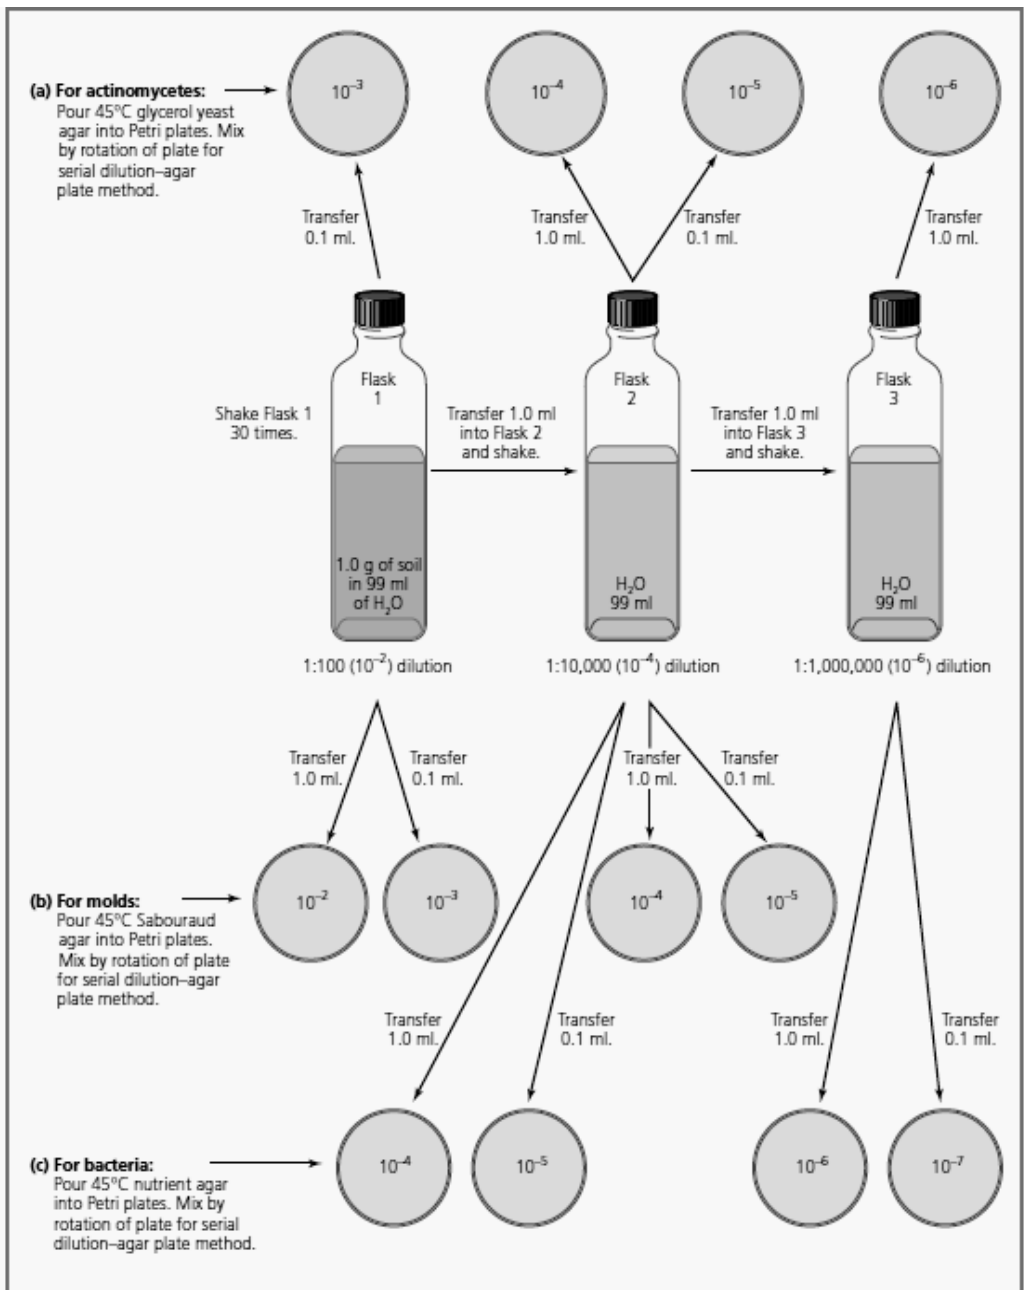 (a) For actinomycetes:
Pour 45°C glycerol yeast
agar into Petri plates. Mix
by rotation of plate for
serial dilution–agar
plate method.
10⁻³
10⁻⁴
10⁻⁵
10⁻⁶
Transfer
0.1 ml.
Transfer
1.0 ml.
Transfer
0.1 ml.
Transfer
1.0 ml.
Shake Flask 1
30 times.
Flask
1
Transfer 1.0 ml
into Flask 2
and shake.
Flask
2
Transfer 1.0 ml
into Flask 3
and shake.
Flask
3
1.0 g of soil
in 99 ml
of H₂O
H₂O
99 ml
H₂O
99 ml
1:100 (10⁻²) dilution
1:10,000 (10⁻⁴) dilution
1:1,000,000 (10⁻⁶) dilution
Transfer
1.0 ml.
Transfer
0.1 ml.
Transfer
1.0 ml.
Transfer
0.1 ml.
(b) For molds:
Pour 45°C Sabouraud
agar into Petri plates.
Mix by rotation of plate
for serial dilution–agar
plate method.
10⁻²
10⁻³
10⁻⁴
10⁻⁵
Transfer
1.0 ml.
Transfer
0.1 ml.
Transfer
1.0 ml.
Transfer
0.1 ml.
(c) For bacteria:
Pour 45°C nutrient agar
into Petri plates. Mix by
rotation of plate for serial
dilution–agar plate method.
10⁻⁴
10⁻⁵
10⁻⁶
10⁻⁷